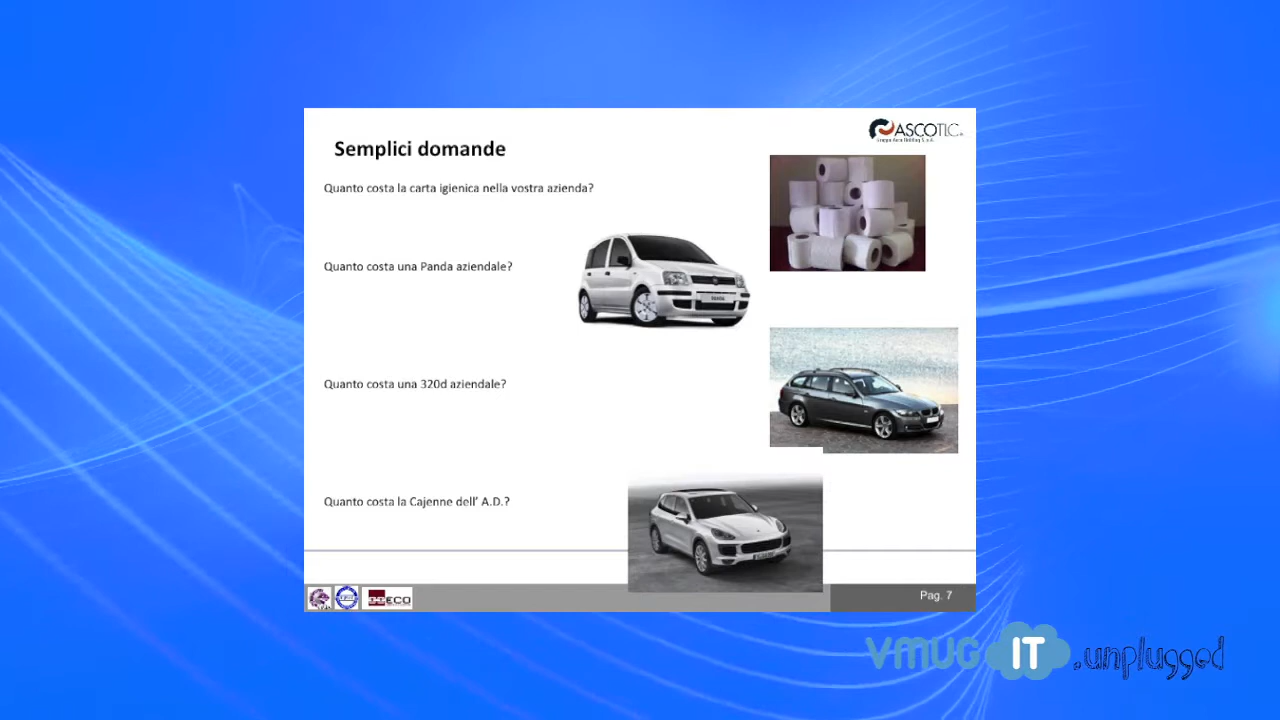 ASCOTLC
Semplici domande
Quanto costa la carta igienica nella vostra azienda?
Quanto costa una Panda aziendale?
Quanto costa una 320d aziendale?
Quanto costa la Cajenne dell' A.D.?
ECO
Pag. 7
vmug IT .unplugged